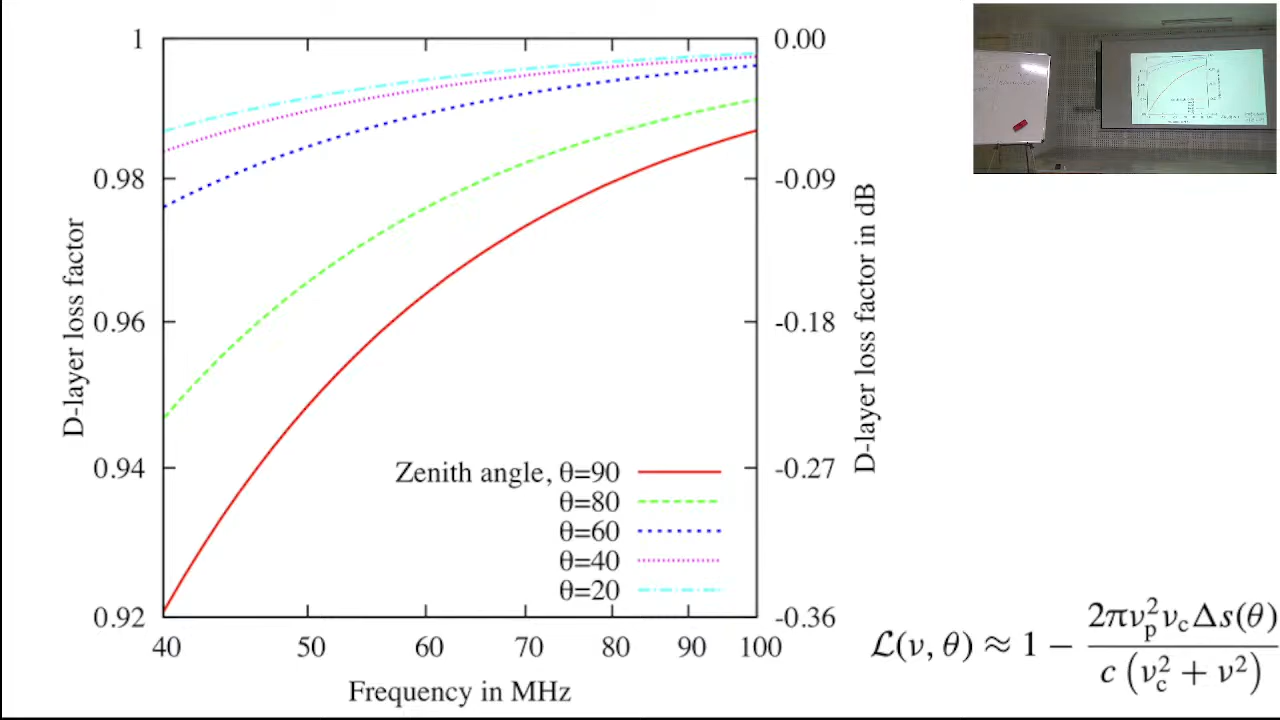 1
0.98
0.96
0.94
0.92
D-layer loss factor
0.00
-0.09
-0.18
-0.27
-0.36
D-layer loss factor in dB
Zenith angle, θ=90
θ=80
θ=60
θ=40
θ=20
40 50 60 70 80 90 100
Frequency in MHz
ℒ(ν, θ) ≈ 1 − 2πν_p^2 ν_c Δs(θ) / c (ν_c^2 + ν^2)